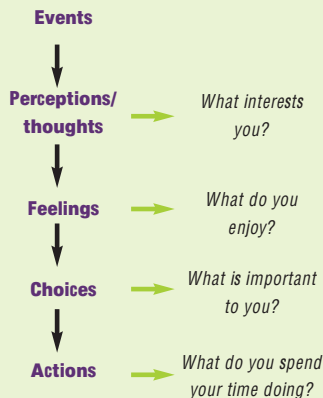 Events
Perceptions/
thoughts
What interests
you?
Feelings
What do you
enjoy?
Choices
What is important
to you?
Actions
What do you spend
your time doing?